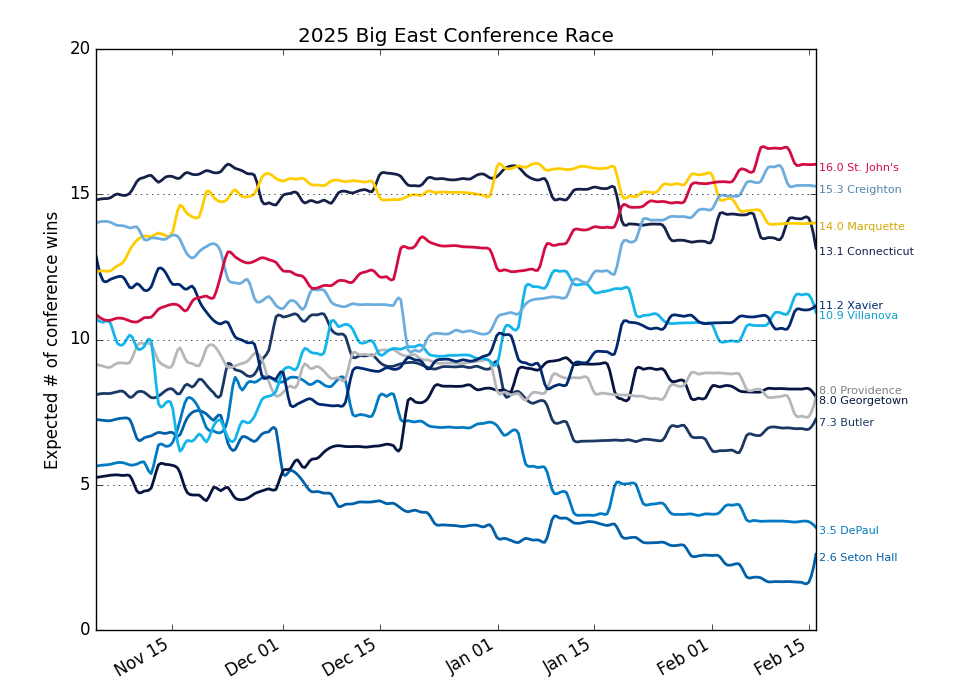 2025 Big East Conference Race
Expected # of conference wins
20
15
10
5
0
16.0 St. John's
15.3 Creighton
14.0 Marquette
13.1 Connecticut
11.2 Xavier
10.9 Villanova
8.0 Providence
8.0 Georgetown
7.3 Butler
3.5 DePaul
2.6 Seton Hall
Nov 15
Dec 01
Dec 15
Jan 01
Jan 15
Feb 01
Feb 15